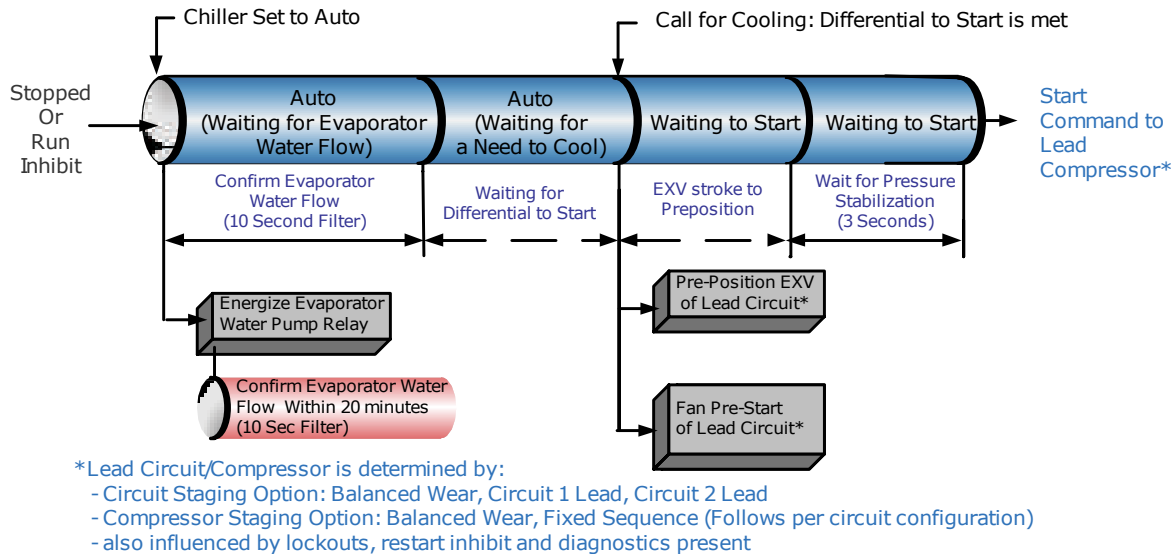 Chiller Set to Auto
Call for Cooling: Differential to Start is met
Stopped
Or
Run
Inhibit
Auto
(Waiting for Evaporator
Water Flow)
Auto
(Waiting for
a Need to Cool)
Waiting to Start
Waiting to Start
Start
Command to
Lead
Compressor*
Confirm Evaporator
Water Flow
(10 Second Filter)
Waiting for
Differential to Start
EXV stroke to
Preposition
Wait for Pressure
Stabilization
(3 Seconds)
Energize Evaporator
Water Pump Relay
Pre-Position EXV
of Lead Circuit*
Confirm Evaporator Water
Flow Within 20 minutes
(10 Sec Filter)
Fan Pre-Start
of Lead Circuit*
*Lead Circuit/Compressor is determined by:
- Circuit Staging Option: Balanced Wear, Circuit 1 Lead, Circuit 2 Lead
- Compressor Staging Option: Balanced Wear, Fixed Sequence (Follows per circuit configuration)
- also influenced by lockouts, restart inhibit and diagnostics present